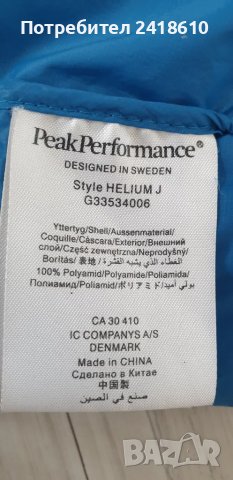 Потребител 2418610
PeakPerformance®
DESIGNED IN SWEDEN
Style HELIUM J
G33534006
Yttertyg/Shell/Aussenmaterial/
Coquille/Cáscara/Exterior/Внешний
слой/Część zewnętrzna/Neprodyšný/
Borítás/ 表地 / الغطاء الذي يشبه القشرة
100% Polyamid/Polyamide/Poliamida/
Полиамид/Poliamid/ポリアミド/بولي أميد
CA 30 410
IC COMPANYS A/S
DENMARK
Made in CHINA
Сделано в Китае
中国製
صنع في الصين
bazar.bg